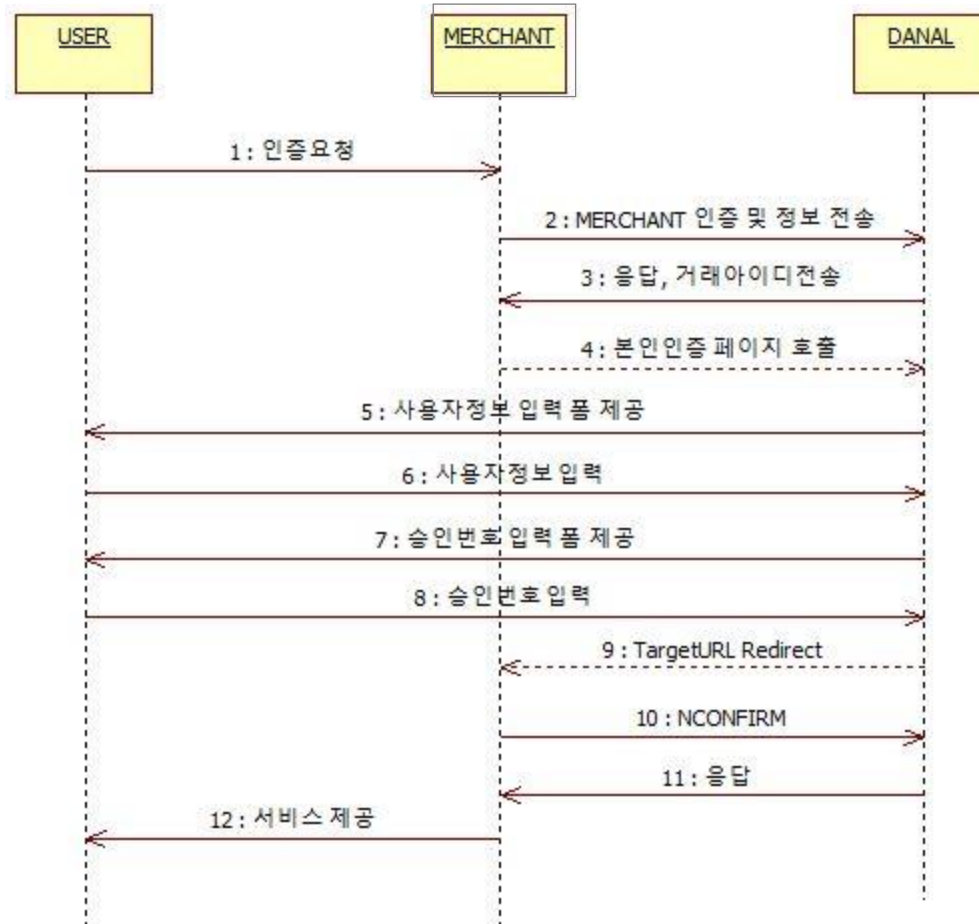 USER
MERCHANT
DANAL
1 : 인증요청
2 : MERCHANT 인증 및 정보 전송
3 : 응답, 거래아이디전송
4 : 본인인증 페이지 호출
5 : 사용자정보 입력 폼 제공
6 : 사용자정보 입력
7 : 승인번호 입력 폼 제공
8 : 승인번호 입력
9 : TargetURL Redirect
10 : NCONFIRM
11 : 응답
12 : 서비스 제공